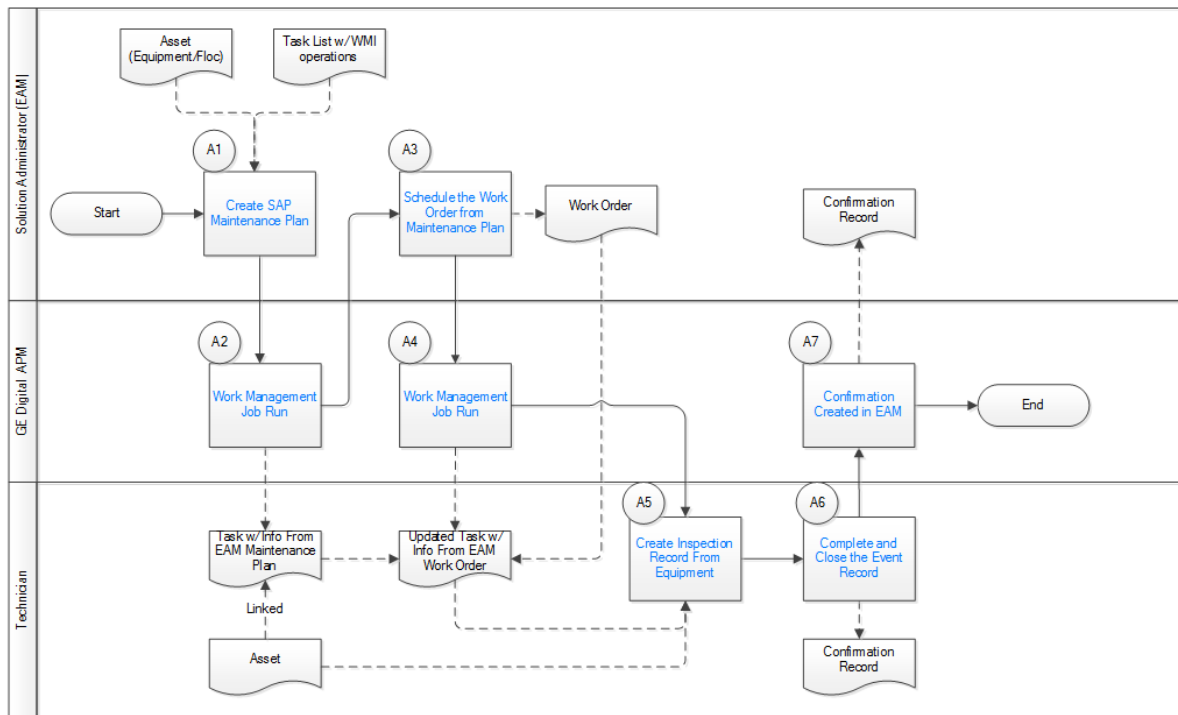 Solution Administrator (EAM)
Asset
(Equipment/Floc)
Task List w/WMI
operations
A1
Create SAP
Maintenance Plan
A3
Schedule the Work
Order from
Maintenance Plan
Start
Work Order
Confirmation
Record
GE Digital APM
A2
Work Management
Job Run
A4
Work Management
Job Run
A7
Confirmation
Created in EAM
End
Technician
Task w/Info From
EAM Maintenance
Plan
Updated Task w/
Info From EAM
Work Order
A5
Create Inspection
Record From
Equipment
A6
Complete and
Close the Event
Record
Linked
Asset
Confirmation
Record